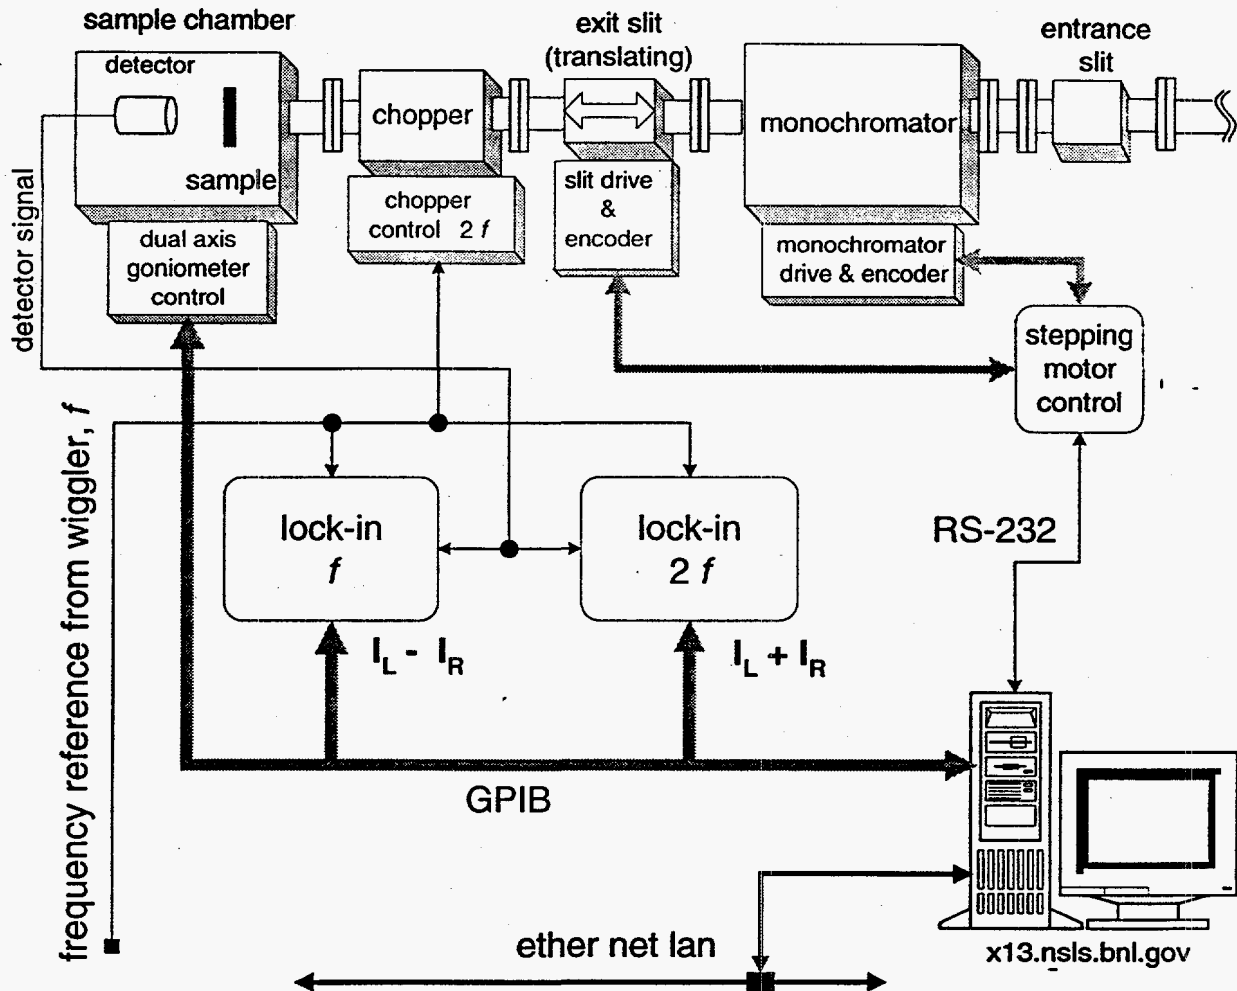 sample chamber
exit slit
(translating)
entrance
slit
detector
chopper
monochromator
sample
detector signal
dual axis
goniometer
control
chopper
control 2 f
slit drive
&
encoder
monochromator
drive & encoder
stepping
motor
control
frequency reference from wiggler, f
lock-in
f
lock-in
2 f
RS-232
I_L - I_R
I_L + I_R
GPIB
ether net lan
x13.nsls.bnl.gov